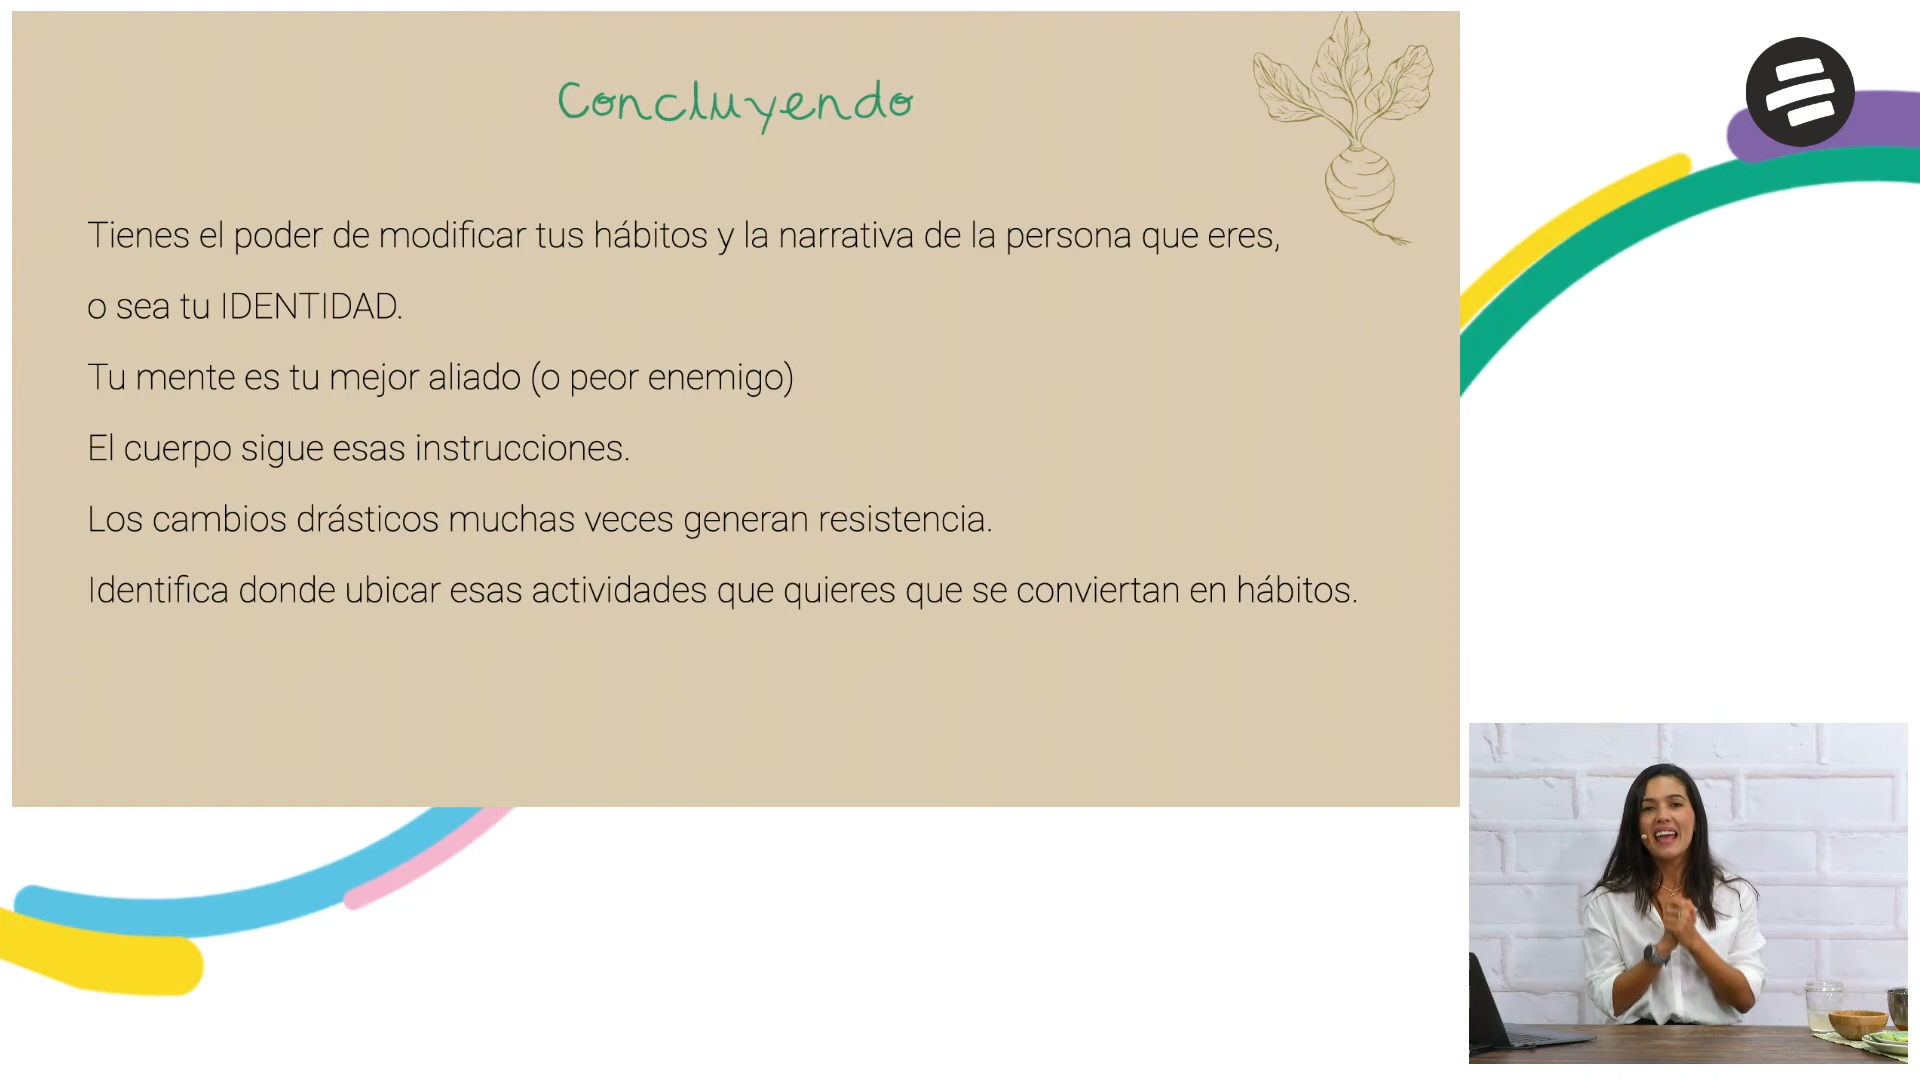 Concluyendo
Tienes el poder de modificar tus hábitos y la narrativa de la persona que eres,
o sea tu IDENTIDAD.
Tu mente es tu mejor aliado (o peor enemigo)
El cuerpo sigue esas instrucciones.
Los cambios drásticos muchas veces generan resistencia.
Identifica donde ubicar esas actividades que quieres que se conviertan en hábitos.